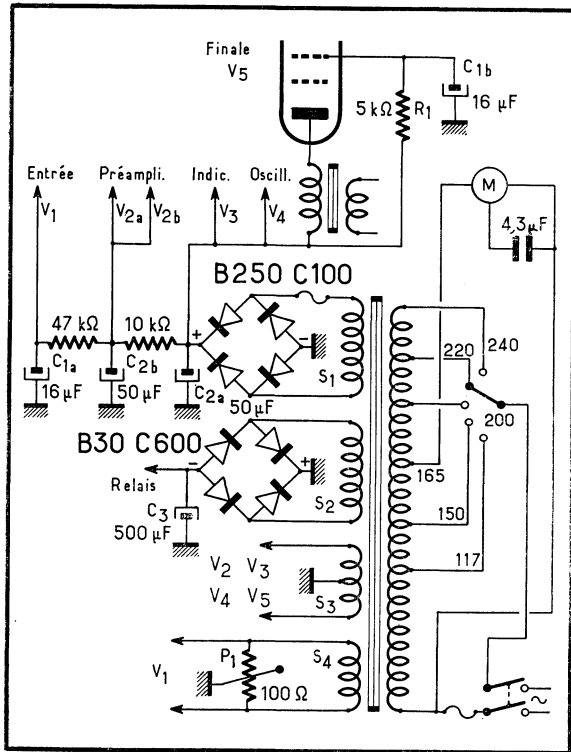 Finale
V5
C1b
16 µF
5 kΩ
R1
Entrée
Préampli.
Indic.
Oscill.
V1
V2a
V2b
V3
V4
M
4,3 µF
B250 C100
47 kΩ
10 kΩ
+
−
C1a
16 µF
C2b
50 µF
C2a
50 µF
S1
240
220
200
165
150
117
B30 C600
−
+
Relais
C3
500 µF
S2
V2 V3
V4 V5
S3
V1
P1
100 Ω
S4
~